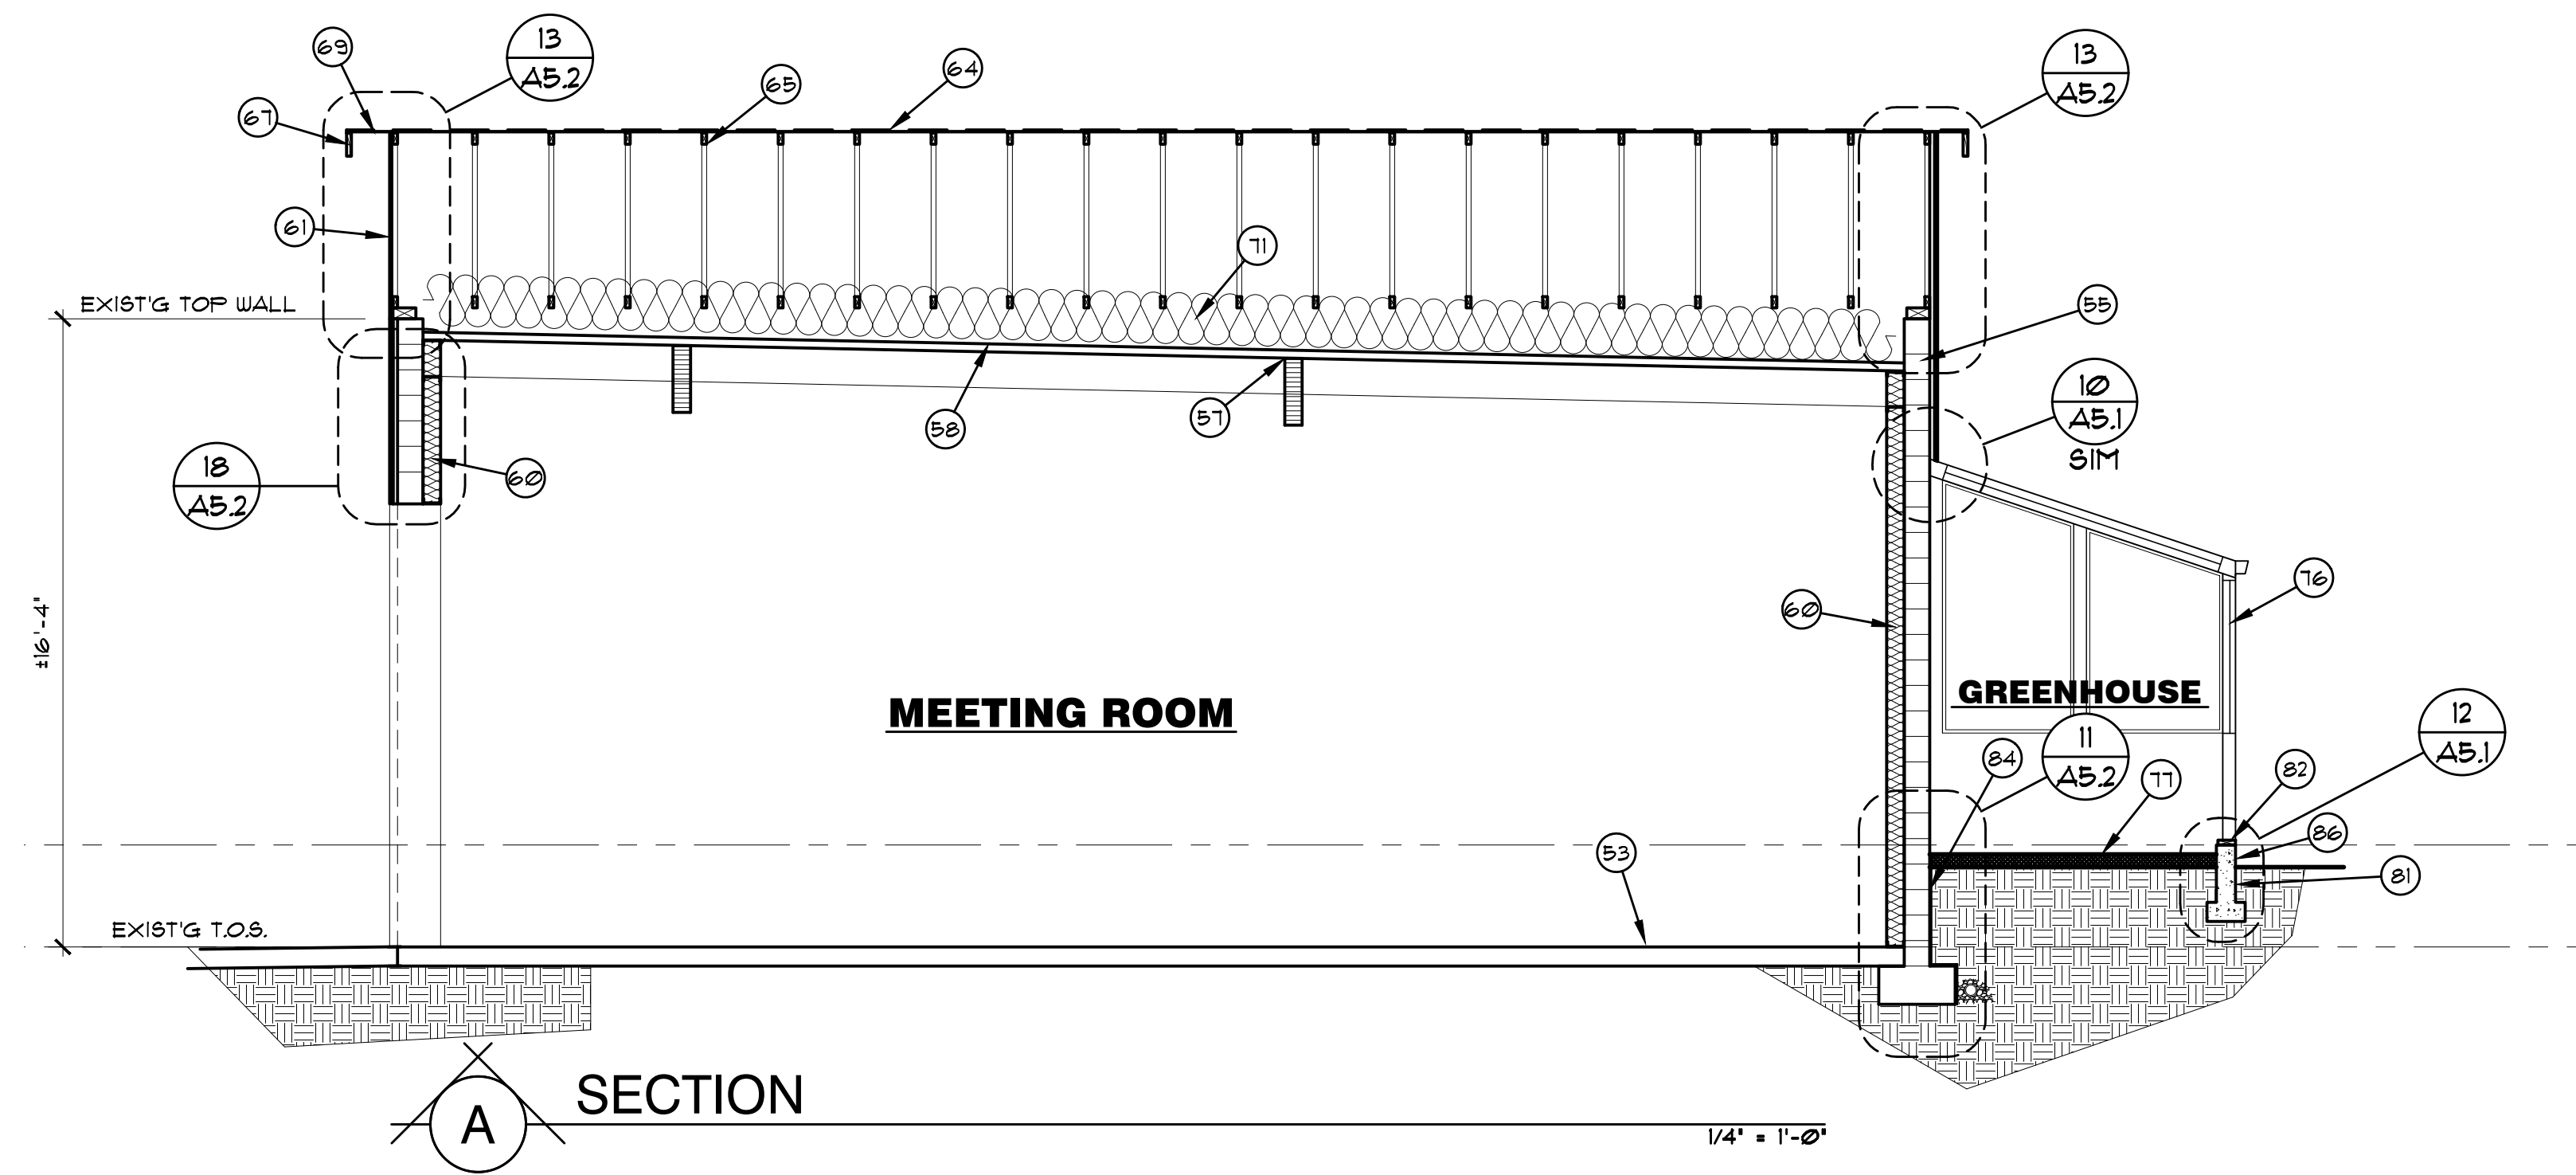 69
13
A5.2
65
64
13
A5.2
67
61
71
EXIST'G TOP WALL
55
10
A5.1
SIM
57
58
18
A5.2
60
76
±16'-4"
60
MEETING ROOM
GREENHOUSE
12
A5.1
11
A5.2
84
77
82
86
53
81
EXIST'G T.O.S.
A
SECTION
1/4" = 1'-0"